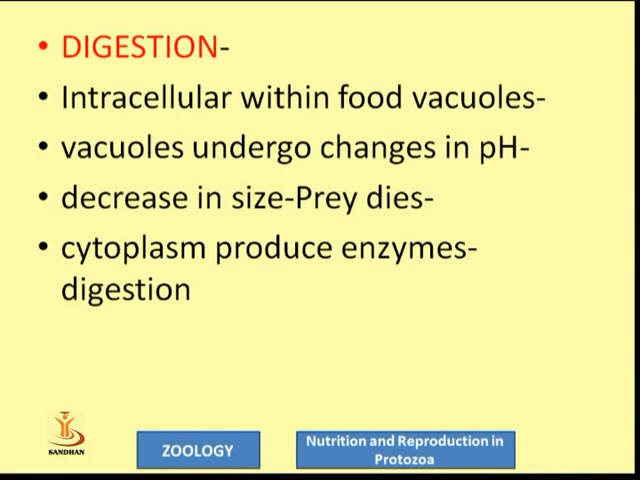 DIGESTION-
Intracellular within food vacuoles-
vacuoles undergo changes in pH-
decrease in size-Prey dies-
cytoplasm produce enzymes-
digestion
SANDHAN
ZOOLOGY
Nutrition and Reproduction in
Protozoa